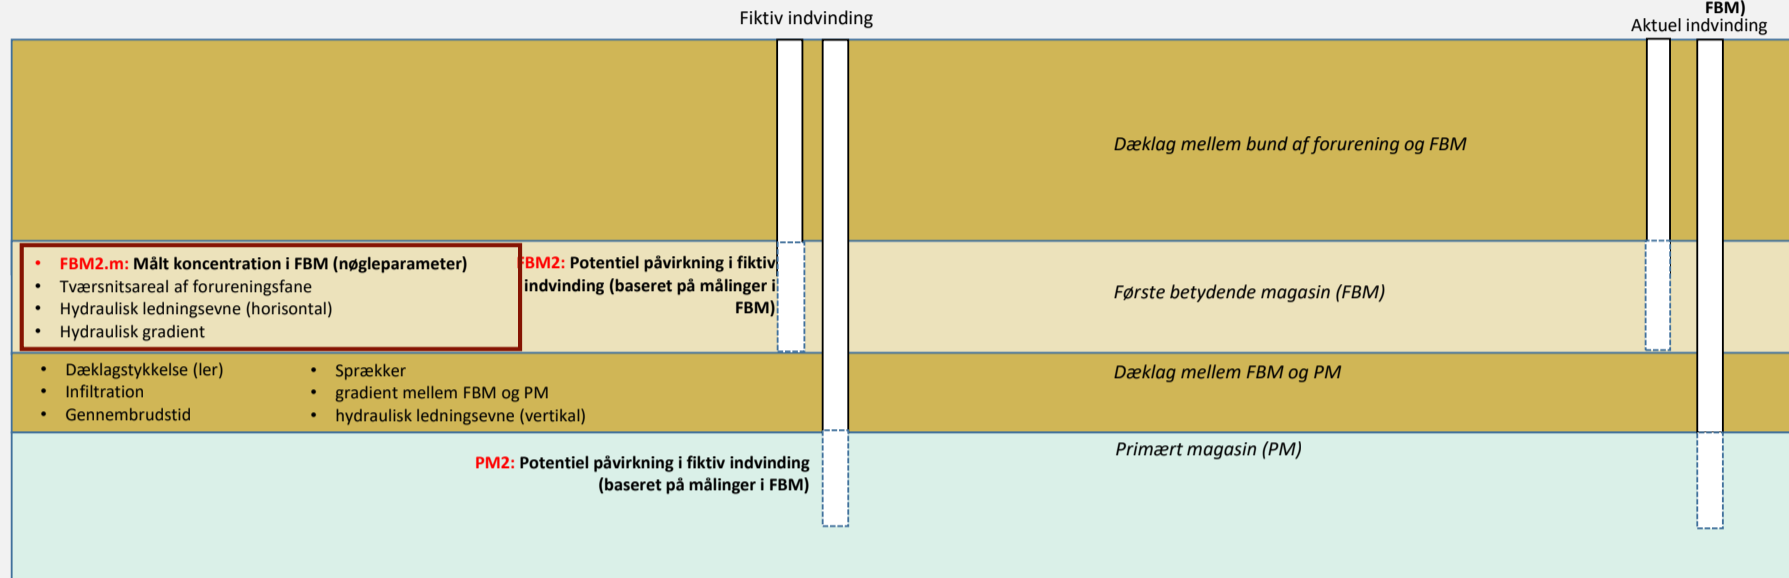 FBM)
Fiktiv indvinding
Aktuel indvinding
Dæklag mellem bund af forurening og FBM
• FBM2.m: Målt koncentration i FBM (nøgleparameter)
• Tværsnitsareal af forureningsfane
• Hydraulisk ledningsevne (horisontal)
• Hydraulisk gradient
FBM2: Potentiel påvirkning i fiktiv
indvinding (baseret på målinger i
FBM)
Første betydende magasin (FBM)
• Dæklagstykkelse (ler)
• Infiltration
• Gennembrudstid
• Sprækker
• gradient mellem FBM og PM
• hydraulisk ledningsevne (vertikal)
Dæklag mellem FBM og PM
Primært magasin (PM)
PM2: Potentiel påvirkning i fiktiv indvinding
(baseret på målinger i FBM)